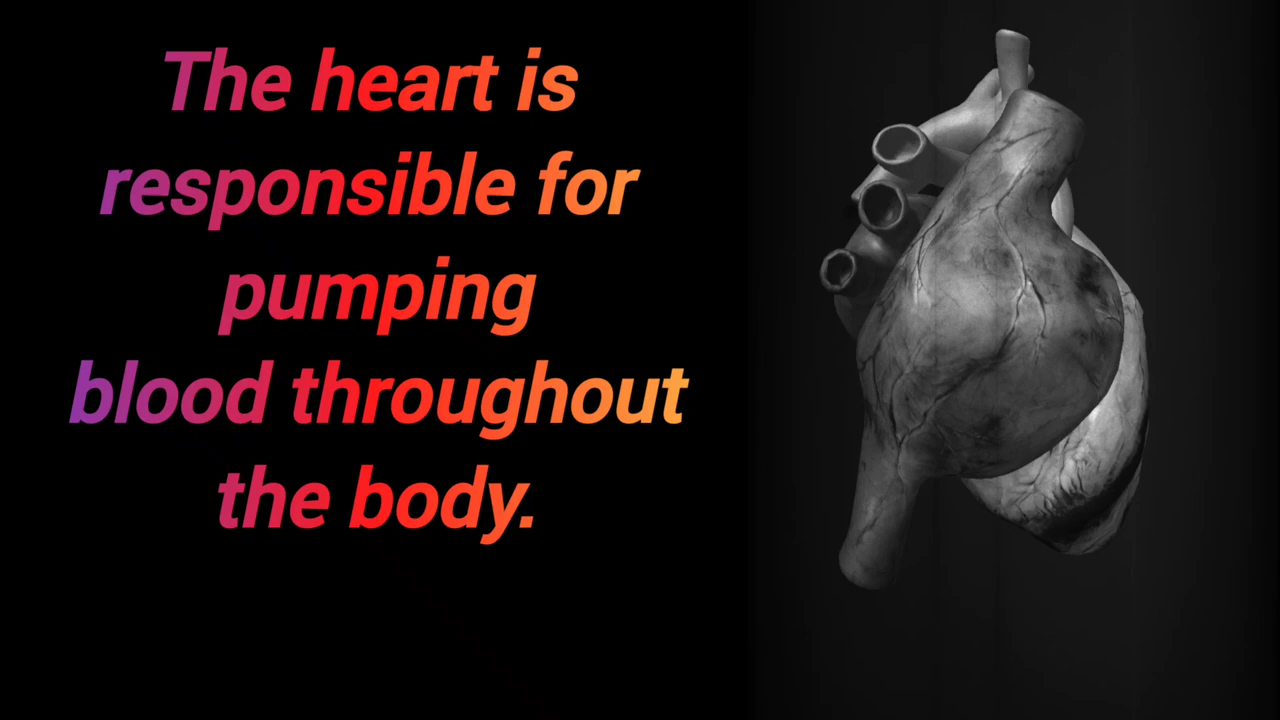 The heart is
responsible for
pumping
blood throughout
the body.